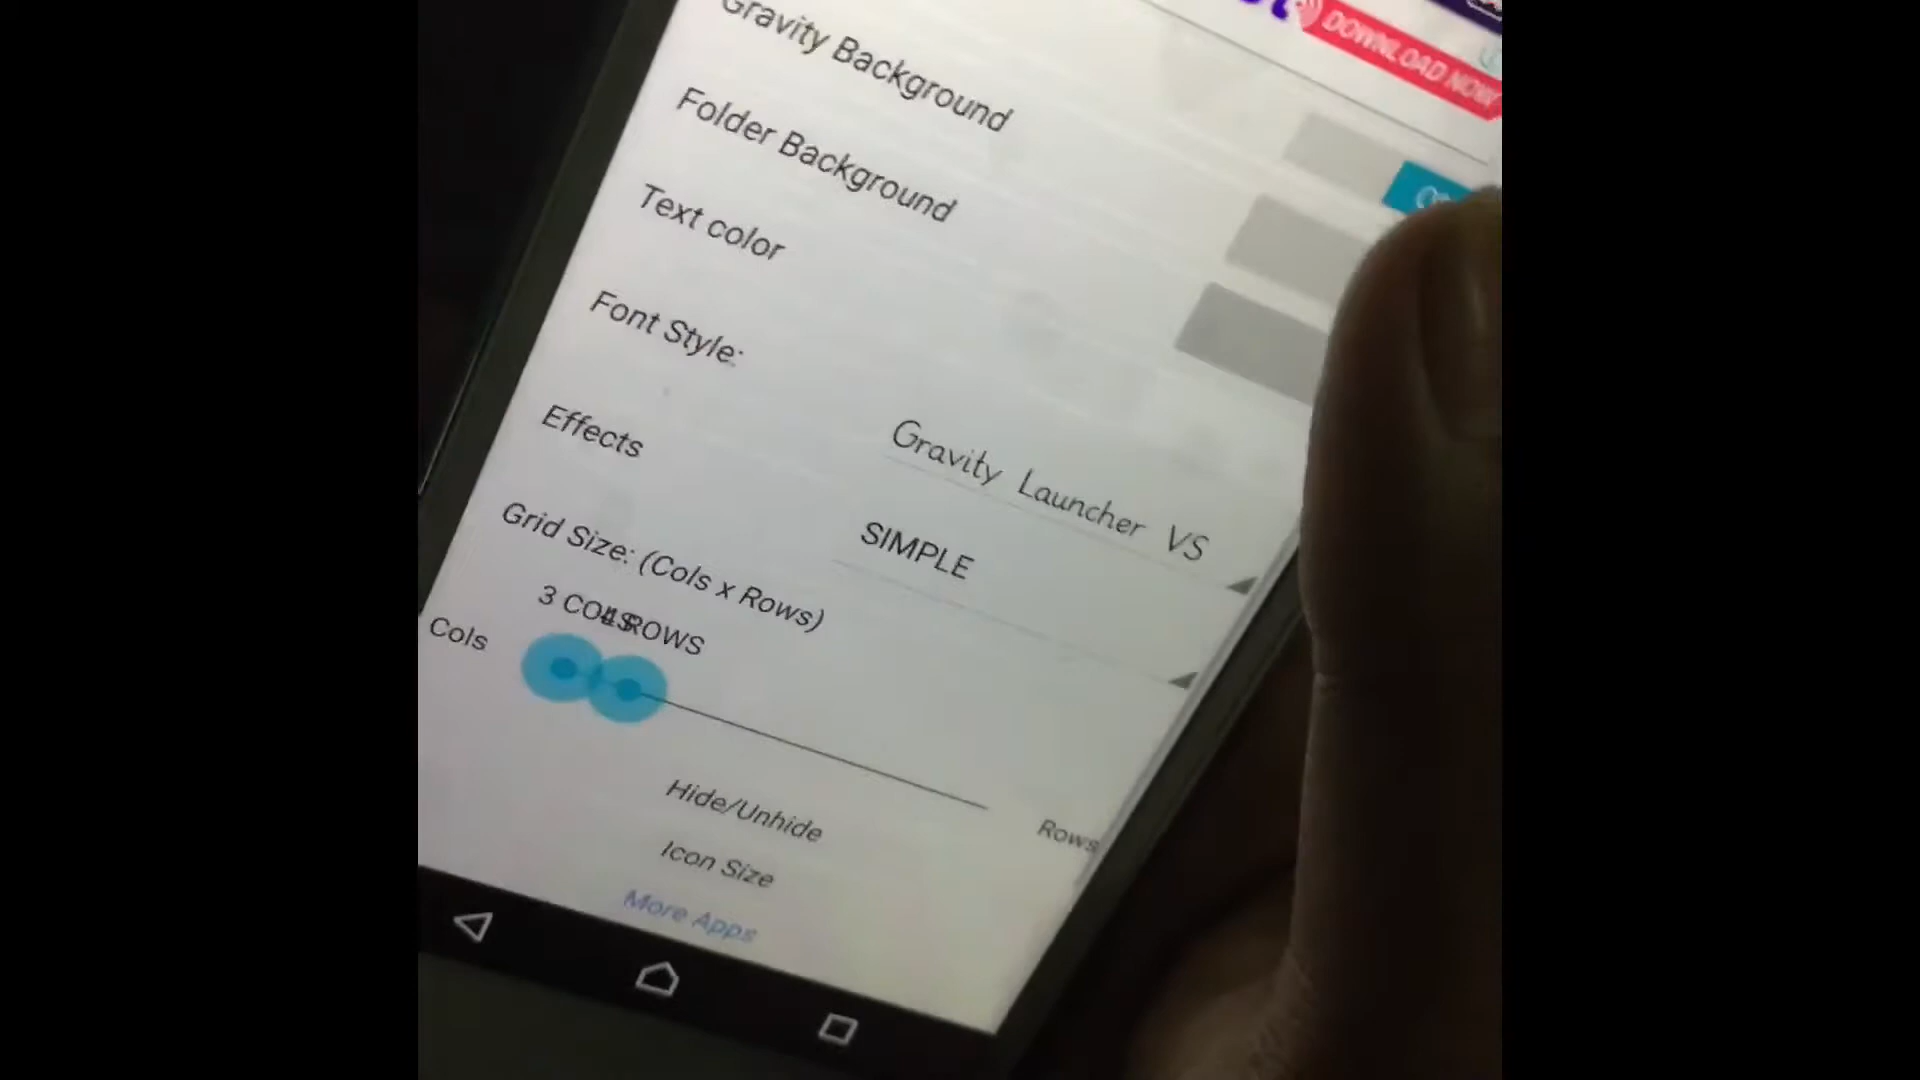 DOWNLOAD NOW
Gravity Background
Folder Background
Text color
Font Style:
Gravity Launcher VS
Effects
SIMPLE
Grid Size: (Cols x Rows)
3 COLS
4 ROWS
Cols
Rows
Hide/Unhide
Icon Size
More Apps